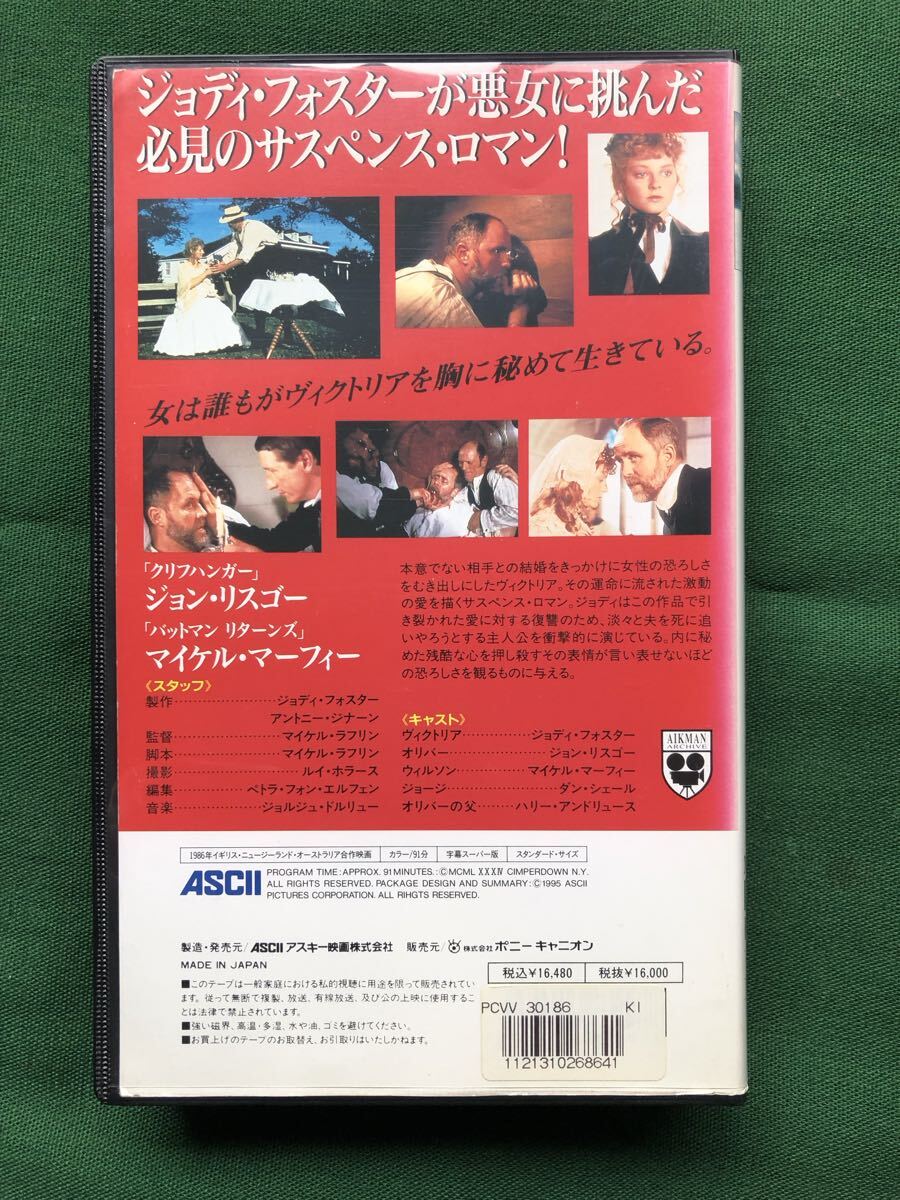 ジョディ・フォスターが悪女に挑んだ
必見のサスペンス・ロマン!
女は誰もがヴィクトリアを胸に秘めて生きている。
「クリフハンガー」
ジョン・リスゴー
「バットマン リターンズ」
マイケル・マーフィー
本意でない相手との結婚をきっかけに女性の恐ろしさ
をむき出しにしたヴィクトリア。その運命に流された激動
の愛を描くサスペンス・ロマン。ジョディはこの作品で引
き裂かれた愛に対する復讐のため、淡々と夫を死に追
いやろうとする主人公を衝撃的に演じている。内に秘
めた残酷な心を押し殺すその表情が言い表せないほど
の恐ろしさを観るものに与える。
《スタッフ》
製作……………………ジョディ・フォスター
アントニー・ジナーン
監督……………………マイケル・ラフリン
脚本……………………マイケル・ラフリン
撮影……………………ルイ・ホラース
編集……………ペトラ・フォン・エルフェン
音楽……………ジョルジュ・ドルリュー
《キャスト》
ヴィクトリア……………ジョディ・フォスター
オリバー……………………ジョン・リスゴー
ウィルソン……………マイケル・マーフィー
ジョージ……………………ダン・シェール
オリバーの父………ハリー・アンドリュース
AIKMAN
ARCHIVE
1986年イギリス・ニュージーランド・オーストラリア合作映画 カラー/91分 字幕スーパー版 スタンダード・サイズ
ASCII
PROGRAM TIME:APPROX. 91 MINUTES.:©MCML XXXIV CIMPERDOWN N.Y.
ALL RIGHTS RESERVED. PACKAGE DESIGN AND SUMMARY:©1995 ASCII
PICTURES CORPORATION. ALL RIHGTS RESERVED.
製造・発売元/ASCII アスキー映画株式会社 販売元/株式会社 ポニー キャニオン
MADE IN JAPAN
税込¥16,480 税抜¥16,000
■このテープは一般家庭における私的視聴に用途を限って販売されてい
ます。従って無断で複製、放送、有線放送、及び公の上映に使用するこ
とは法律で禁止されています。
■強い磁界、高温・多湿、水や油、ゴミを避けてください。
■お買上げのテープのお取替え、お引取りはいたしかねます。
PCVV 30186 KI
1121310268641